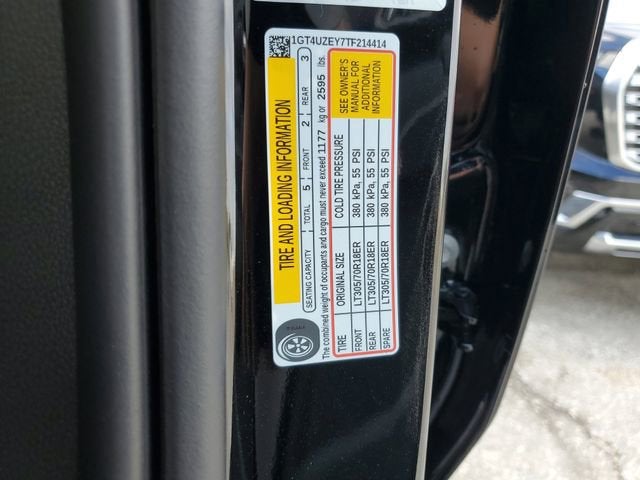 1GT4UZEY7TF214414
TIRE AND LOADING INFORMATION
SEATING CAPACITY TOTAL 5 FRONT 2 REAR 3
The combined weight of occupants and cargo must never exceed 1177 kg or 2595 lbs.
TIRE ORIGINAL SIZE COLD TIRE PRESSURE
FRONT LT305/70R18ER 380 kPa, 55 PSI
REAR LT305/70R18ER 380 kPa, 55 PSI
SPARE LT305/70R18ER 380 kPa, 55 PSI
SEE OWNER'S
MANUAL FOR
ADDITIONAL
INFORMATION